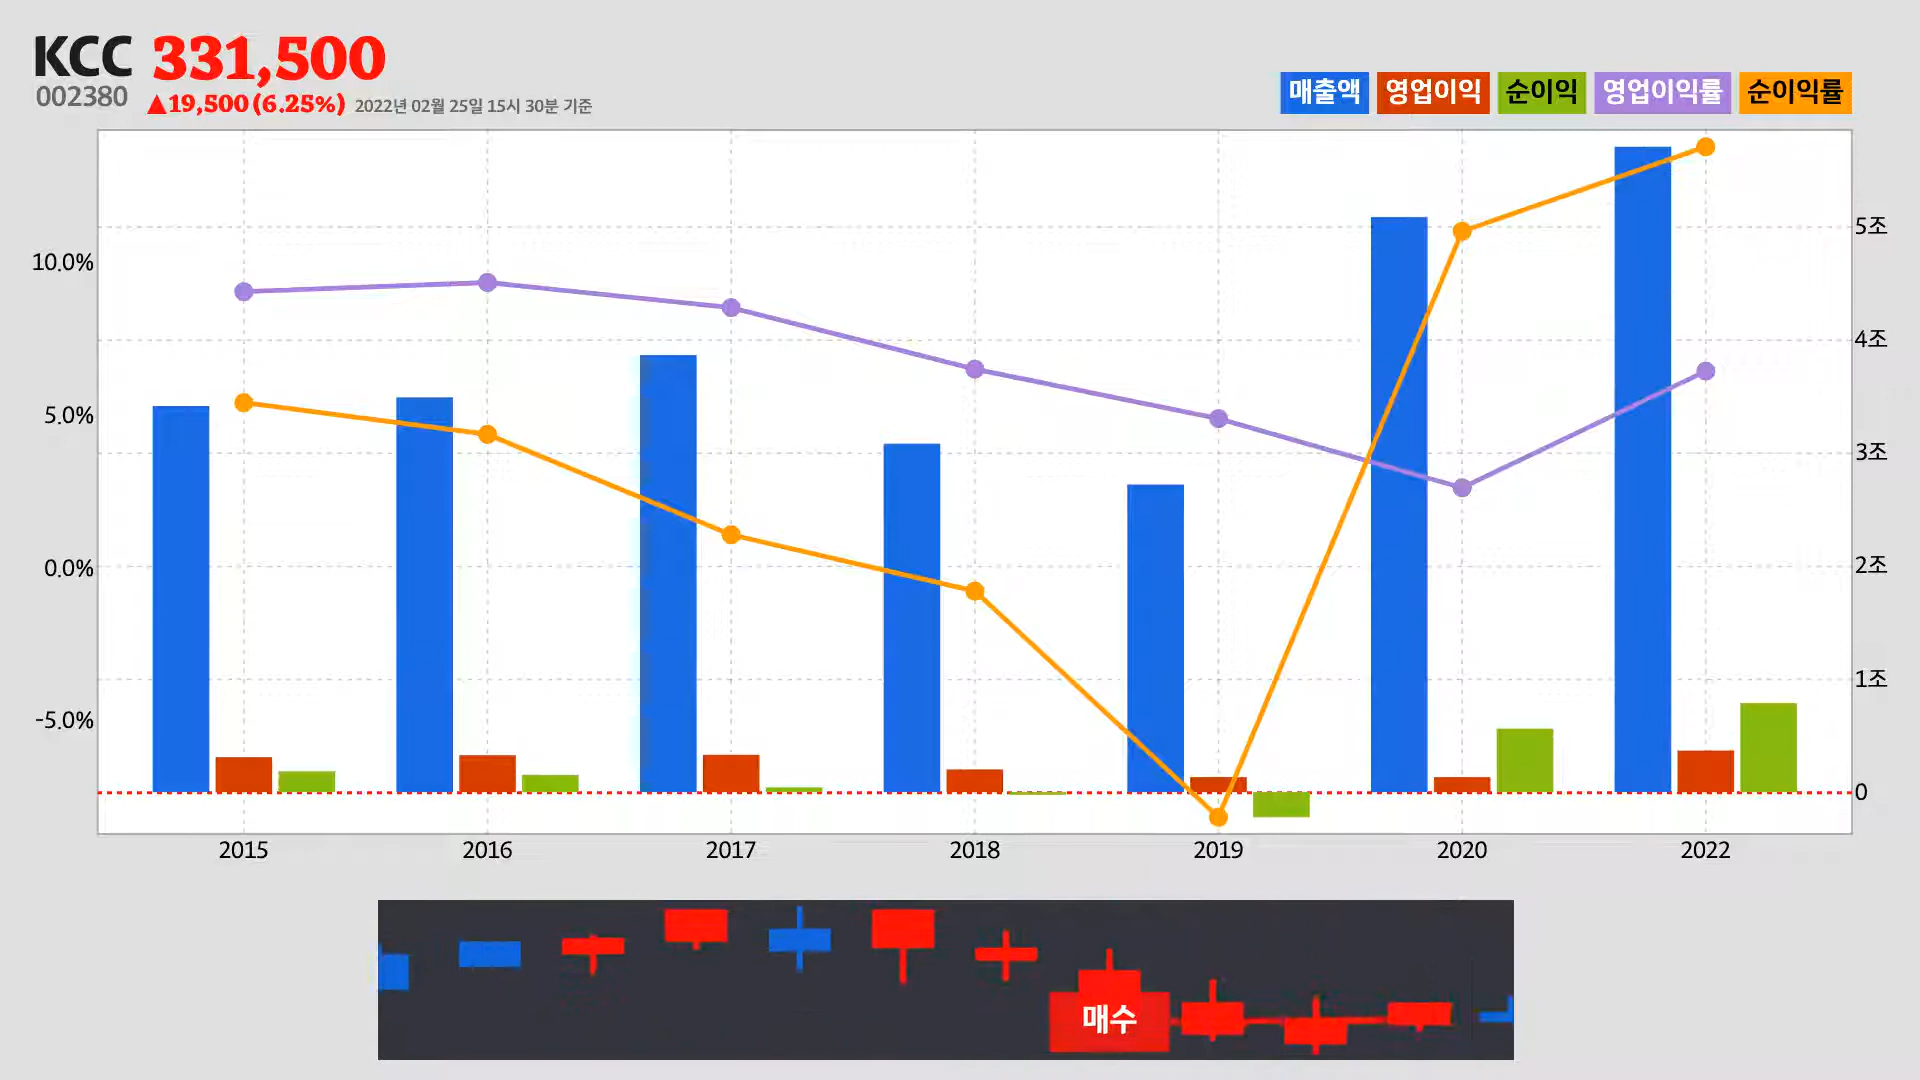 KCC 331,500
002380
▲19,500 (6.25%) 2022년 02월 25일 15시 30분 기준
매출액 영업이익 순이익 영업이익률 순이익률
10.0%
5.0%
0.0%
-5.0%
5조
4조
3조
2조
1조
0
2015 2016 2017 2018 2019 2020 2022
매수